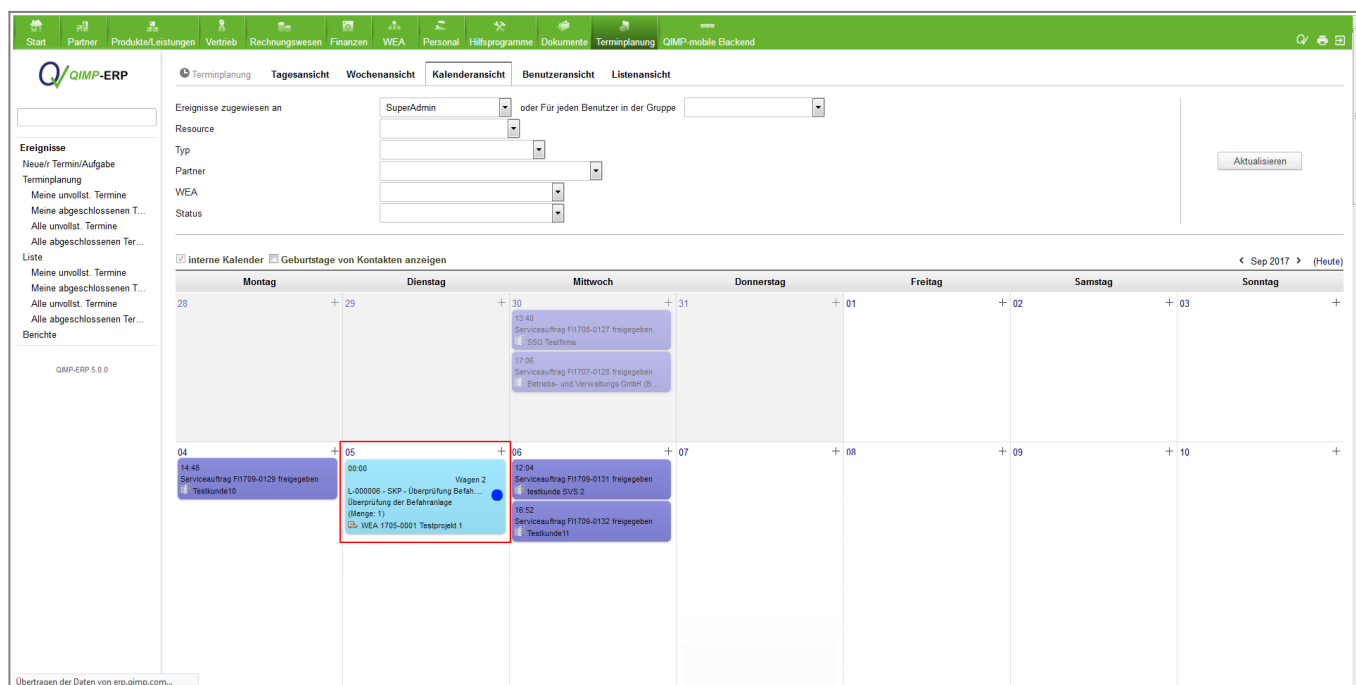 Start Partner Produkte/Leistungen Vertrieb Rechnungswesen Finanzen WEA Personal Hilfsprogramme Dokumente Terminplanung QIMP-mobile Backend
QIMP-ERP
Terminplanung Tagesansicht Wochenansicht Kalenderansicht Benutzeransicht Listenansicht
Ereignisse zugewiesen an SuperAdmin oder Für jeden Benutzer in der Gruppe
Resource
Typ
Partner
WEA
Status
Aktualisieren
Ereignisse
Neue/r Termin/Aufgabe
Terminplanung
Meine unvollst. Termine
Meine abgeschlossenen T...
Alle unvollst. Termine
Alle abgeschlossenen Ter...
Liste
Meine unvollst. Termine
Meine abgeschlossenen T...
Alle unvollst. Termine
Alle abgeschlossenen Ter...
Berichte
QIMP-ERP 5.0.0
interne Kalender Geburtstage von Kontakten anzeigen
< Sep 2017 > (Heute)
Montag Dienstag Mittwoch Donnerstag Freitag Samstag Sonntag
28 + 29 + 30 + 31 + 01 + 02 + 03 +
13:40
Serviceauftrag FI1708-0127 freigegeben
SSO Testfirma
17:06
Serviceauftrag FI1707-0128 freigegeben
Betriebs- und Verwaltungs GmbH (B...
04 + 05 + 06 + 07 + 08 + 09 + 10 +
14:48
Serviceauftrag FI1709-0129 freigegeben
Testkunde10
00:00
Wagen 2
L-000006 - SKP - Überprüfung Befah...
Überprüfung der Befahranlage
(Menge: 1)
WEA 1705-0001 Testprojekt 1
12:04
Serviceauftrag FI1709-0131 freigegeben
testkunde SVS 2
16:52
Serviceauftrag FI1709-0132 freigegeben
Testkunde11
Übertragen der Daten von erp.qimp.com...